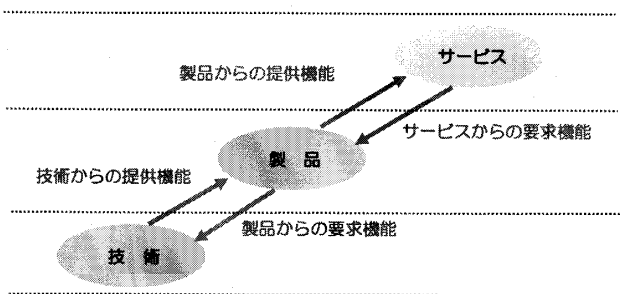 サービス
製品からの提供機能
サービスからの要求機能
製 品
技術からの提供機能
製品からの要求機能
技 術